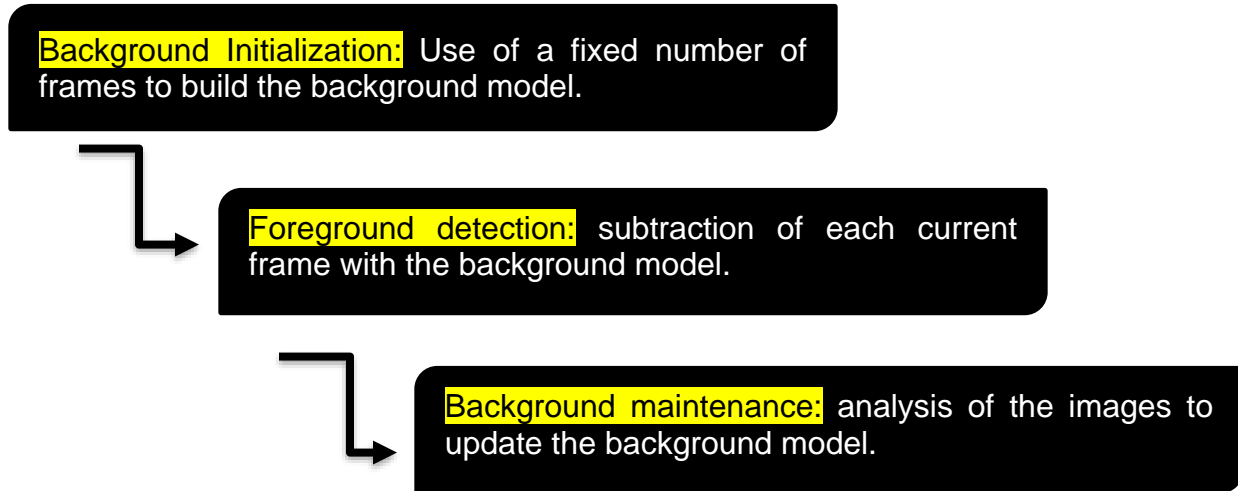 Background Initialization: Use of a fixed number of
frames to build the background model.
Foreground detection: subtraction of each current
frame with the background model.
Background maintenance: analysis of the images to
update the background model.